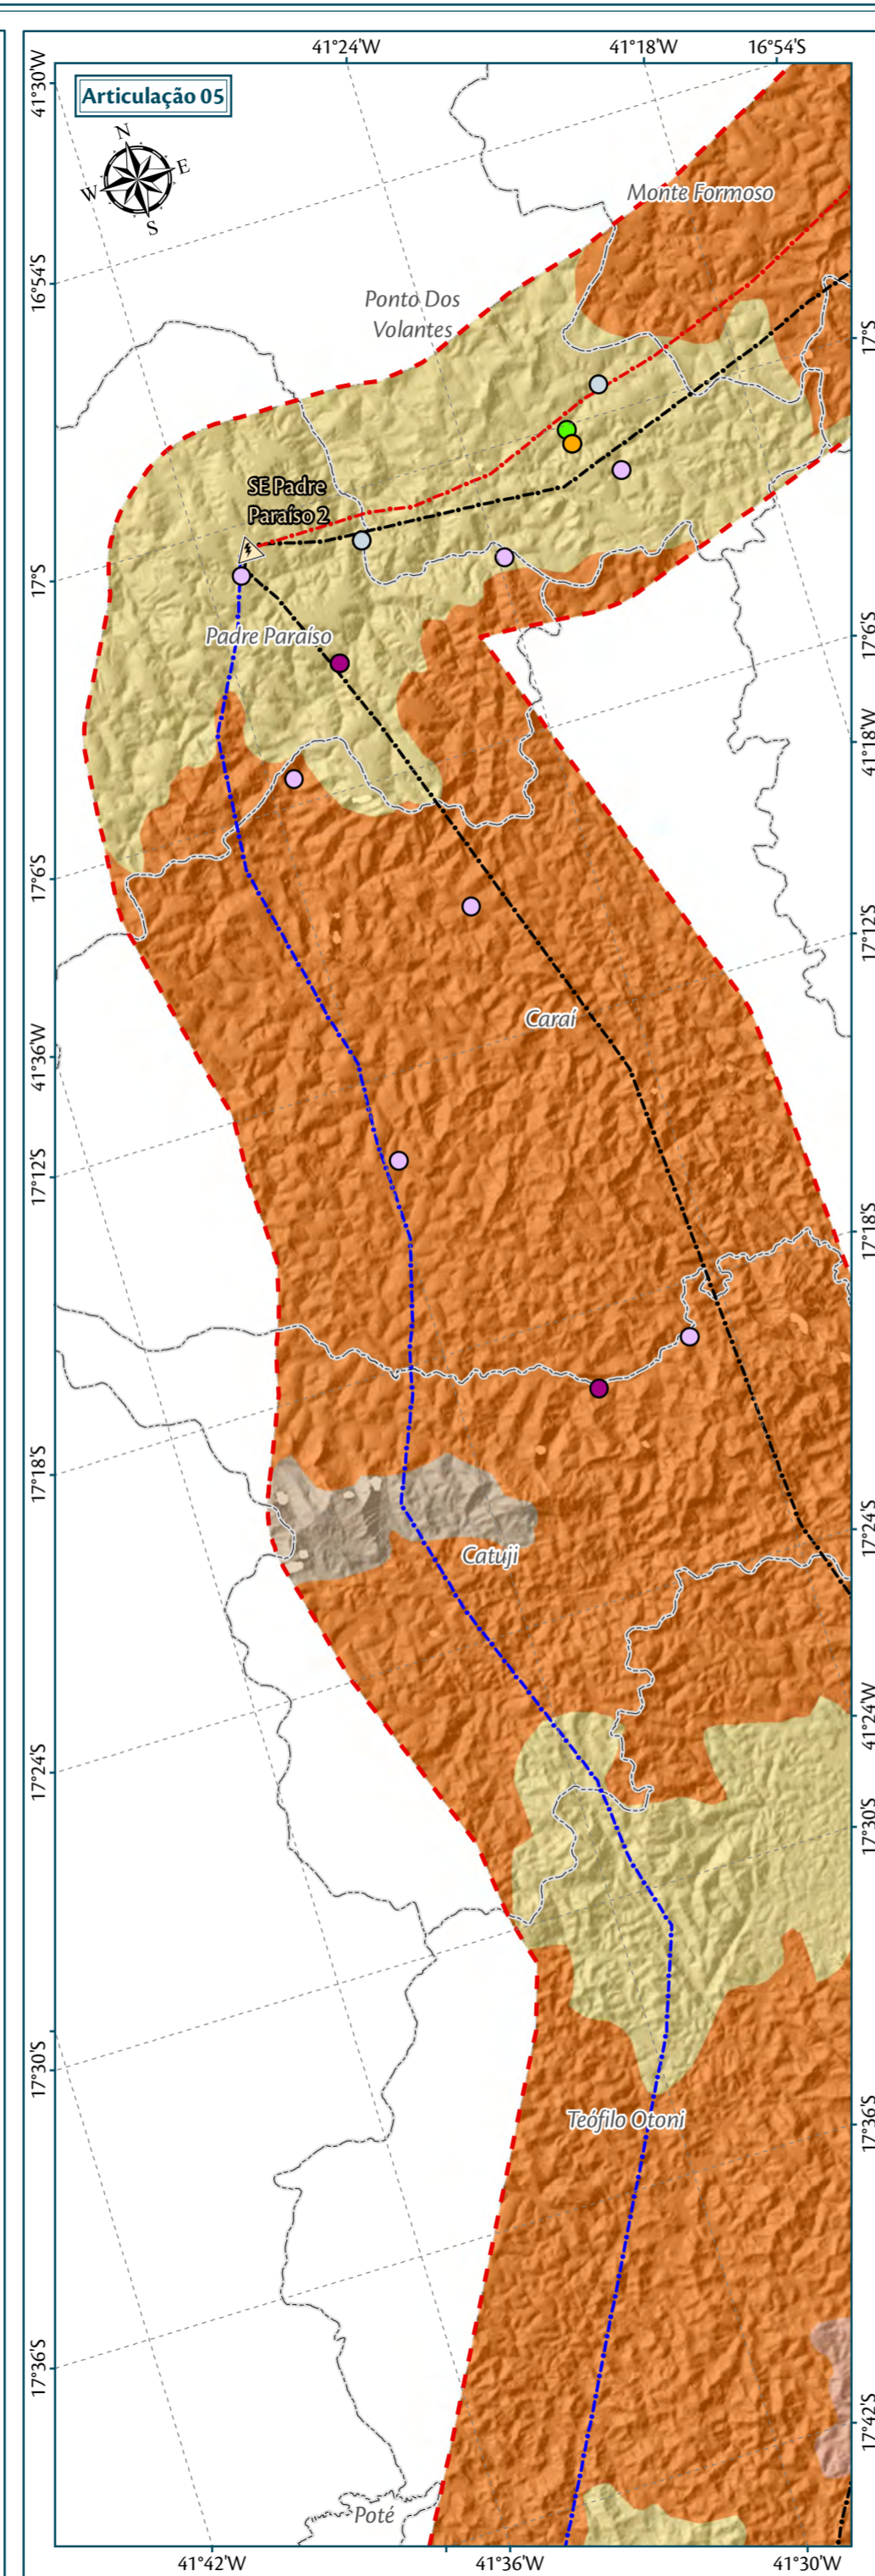 41°24'W
41°18'W
16°54'S
41°30'W
Articulação 05
N
E
W
S
Monte Formoso
16°54'S
Ponto Dos
Volantes
17°S
SE Padre
Paraíso 2
17°S
Padre Paraíso
17°6'S
41°18'W
17°6'S
17°12'S
Caraí
41°36'W
17°12'S
17°18'S
17°18'S
17°24'S
Catuji
41°24'W
17°24'S
17°30'S
17°30'S
Teófilo Otoni
17°36'S
17°36'S
17°42'S
Poté
41°42'W
41°36'W
41°30'W